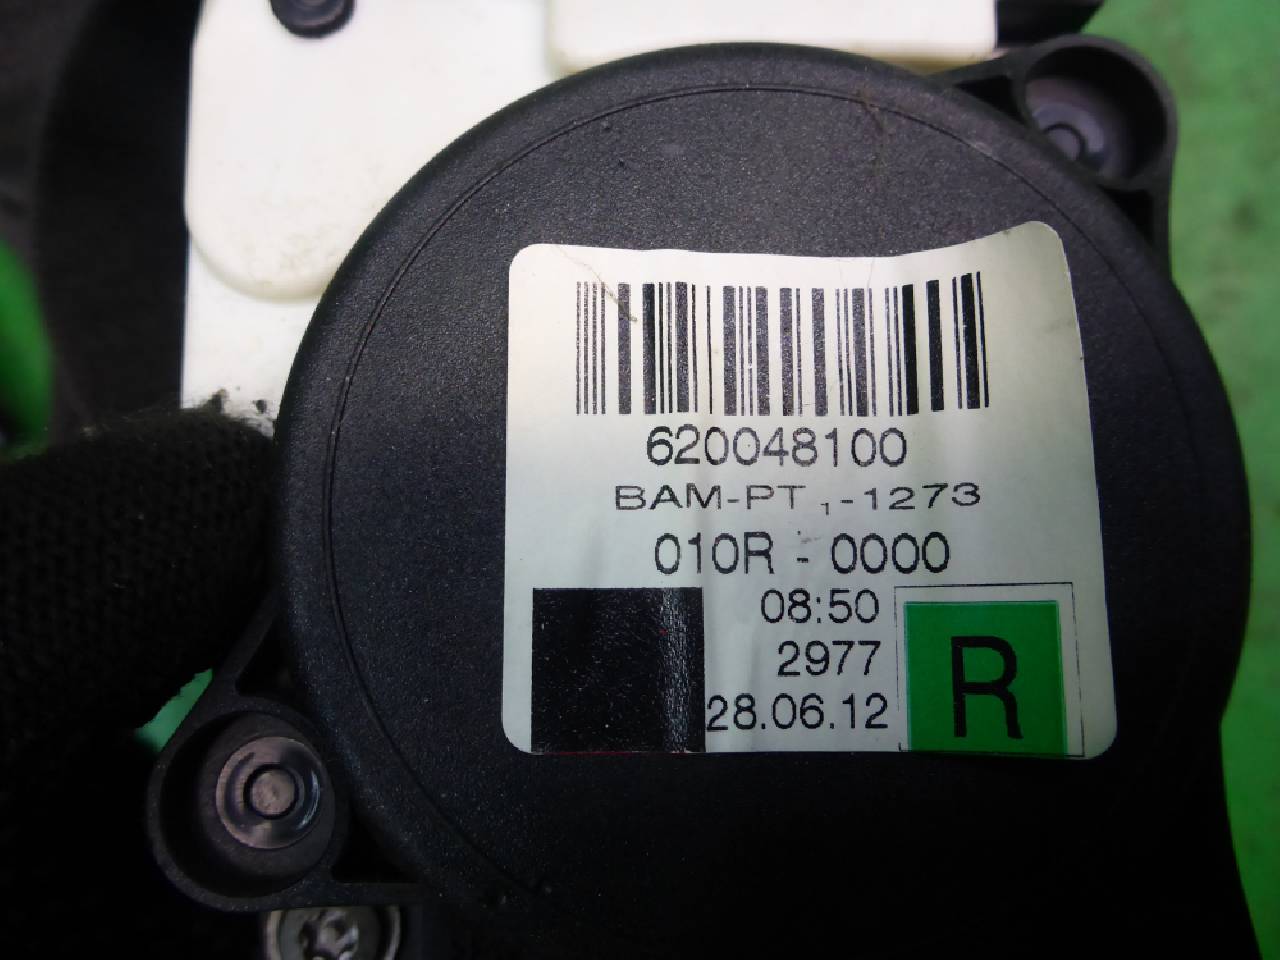 620048100
BAM-PT 1-1273
010R - 0000
08:50
2977
28.06.12
R